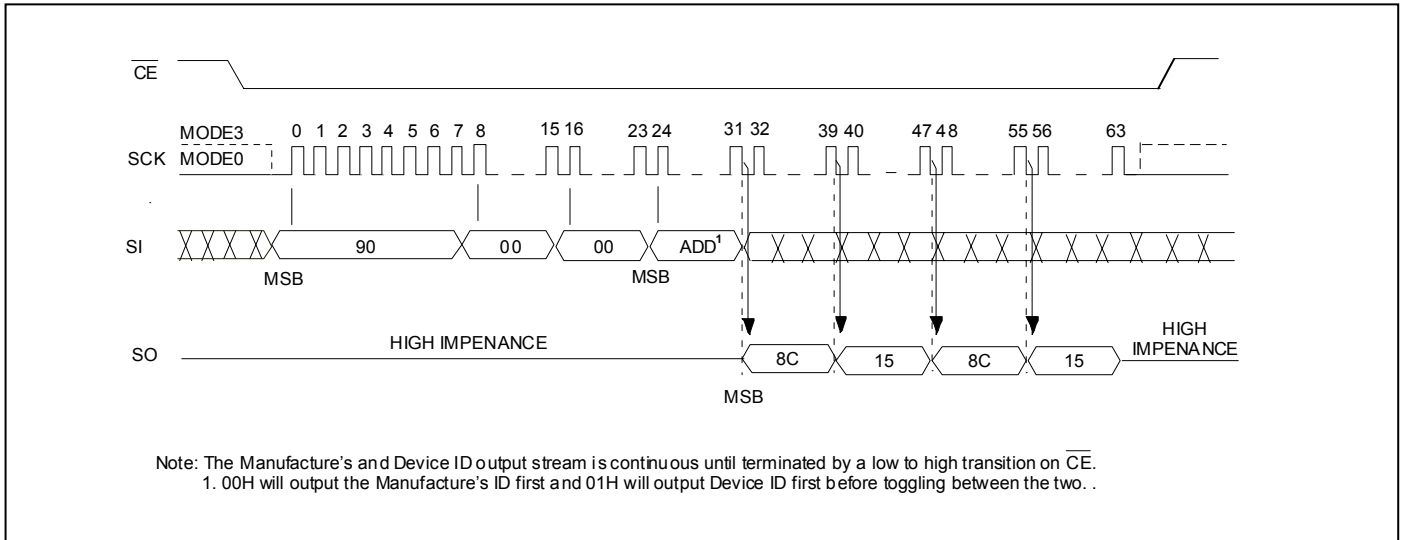 CE
MODE3 0 1 2 3 4 5 6 7 8 15 16 23 24 31 32 39 40 47 48 55 56 63
SCK MODE0
SI 90 00 00 ADD1
MSB MSB
SO HIGH IMPENANCE 8C 15 8C 15 HIGH IMPENANCE
MSB
Note: The Manufacture's and Device ID output stream is continuous until terminated by a low to high transition on CE.
1. 00H will output the Manufacture's ID first and 01H will output Device ID first before toggling between the two. .